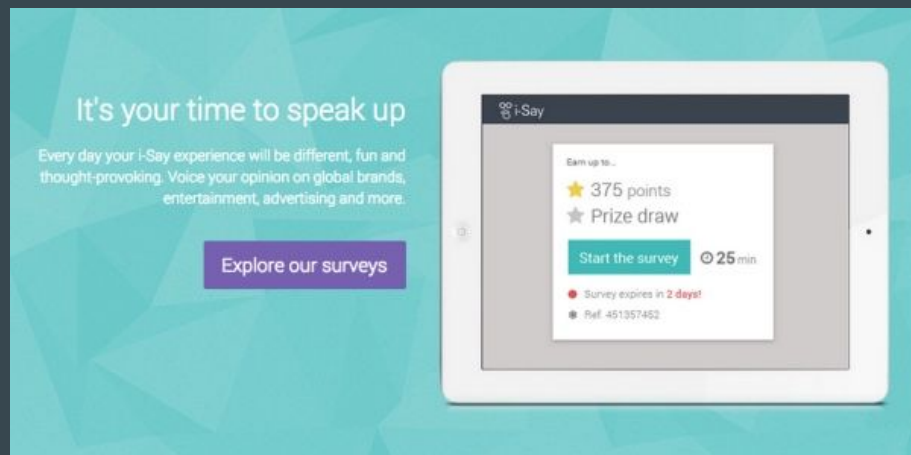 It's your time to speak up
Every day your i-Say experience will be different, fun and
thought-provoking. Voice your opinion on global brands,
entertainment, advertising and more.
Explore our surveys
i-Say
Earn up to...
375 points
Prize draw
Start the survey 25 min
Survey expires in 2 days!
Ref. 451357452